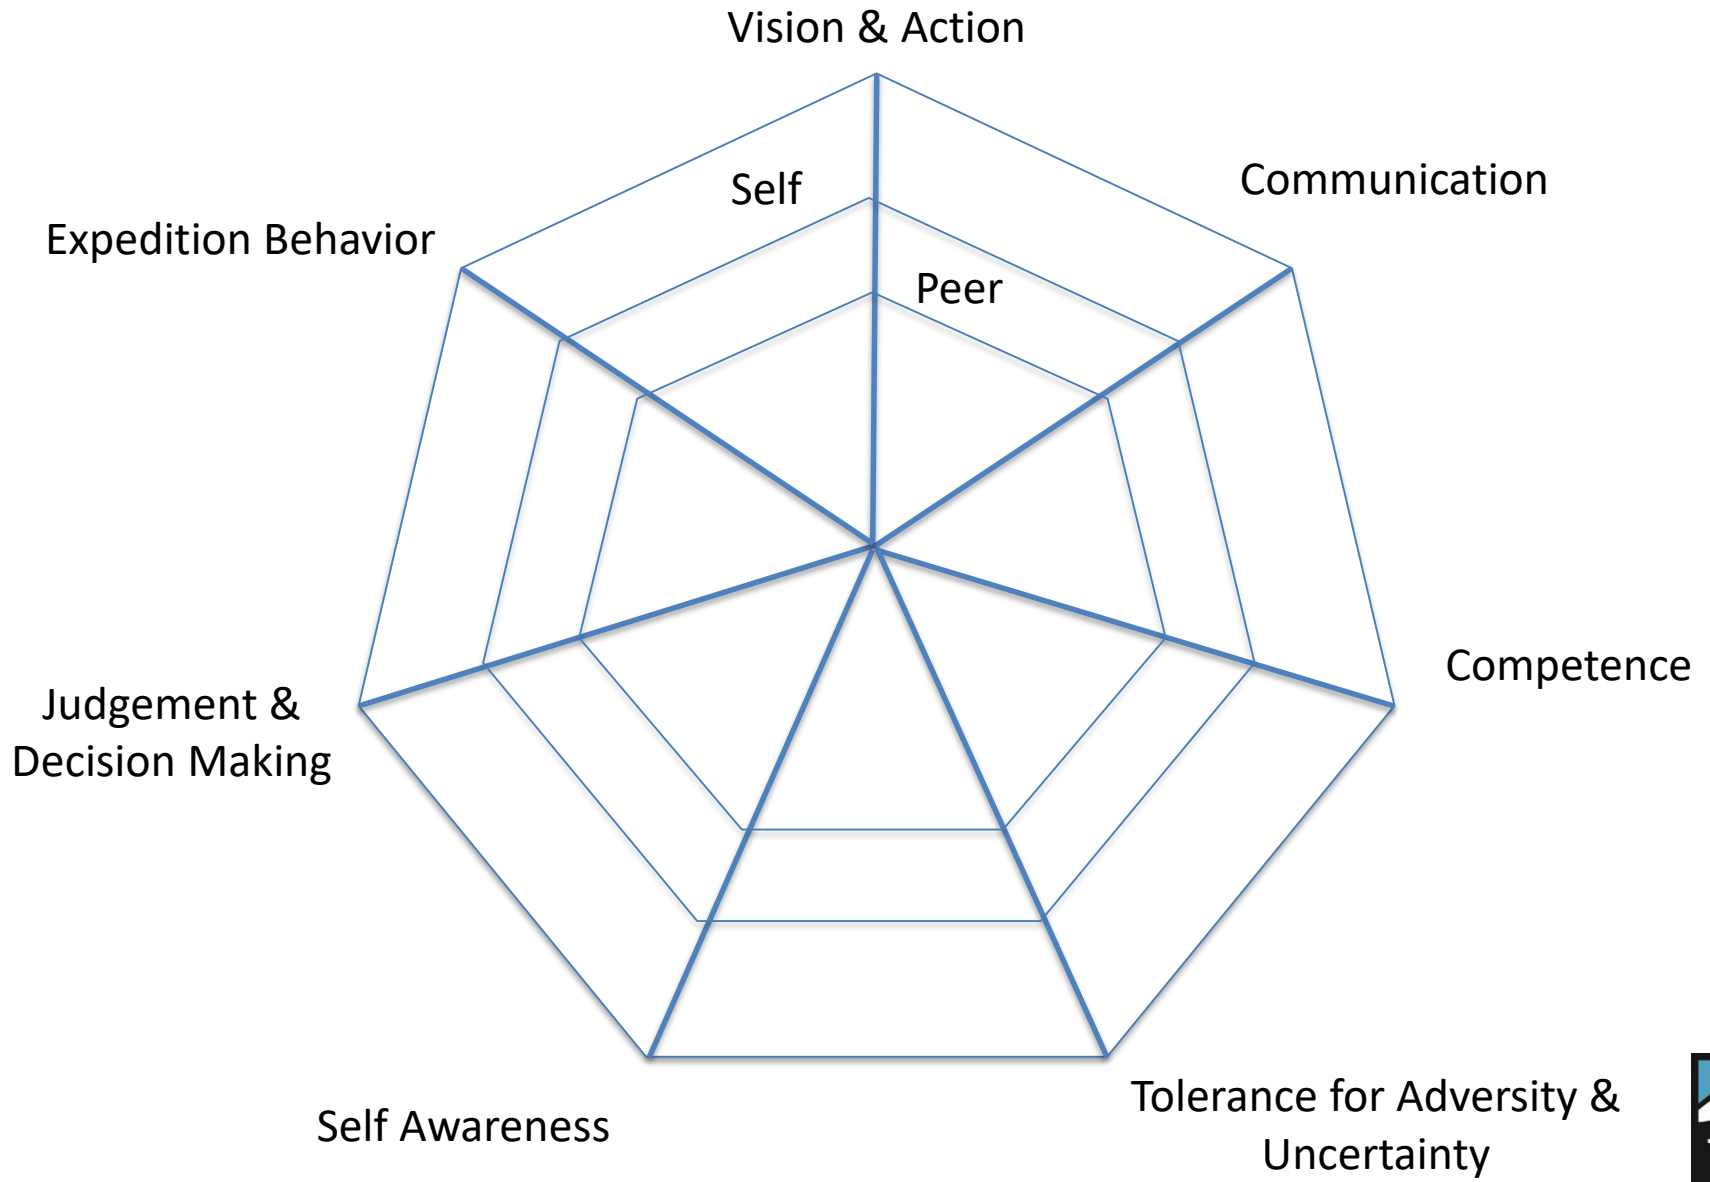 Vision & Action
Self
Communication
Expedition Behavior
Peer
Competence
Judgement &
Decision Making
Self Awareness
Tolerance for Adversity &
Uncertainty